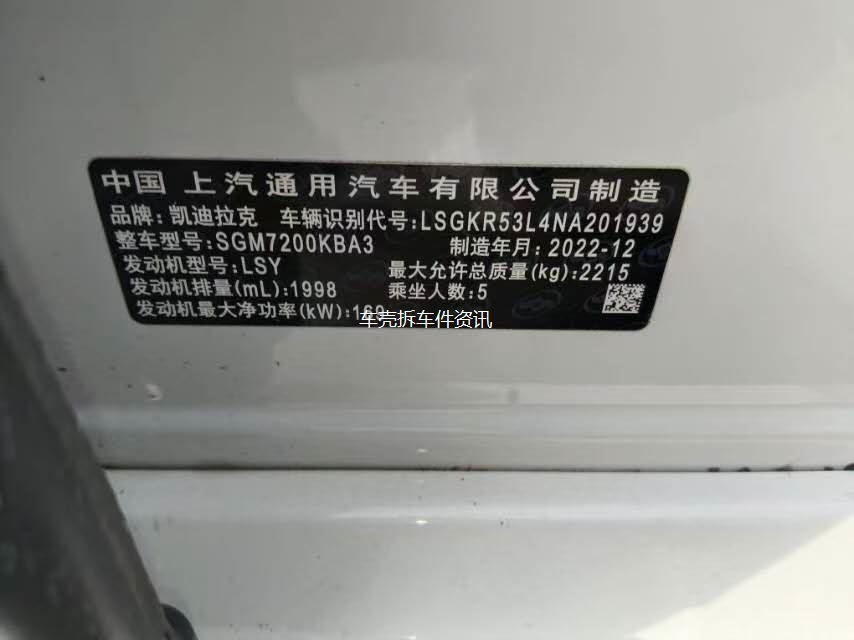 中国 上汽通用汽车有限公司制造
品牌: 凯迪拉克 车辆识别代号: LSGKR53L4NA201939
整车型号: SGM7200KBA3 制造年月: 2022-12
发动机型号: LSY 最大允许总质量(kg): 2215
发动机排量(mL): 1998 乘坐人数: 5
发动机最大净功率(kW): 169
车壳拆车件资讯